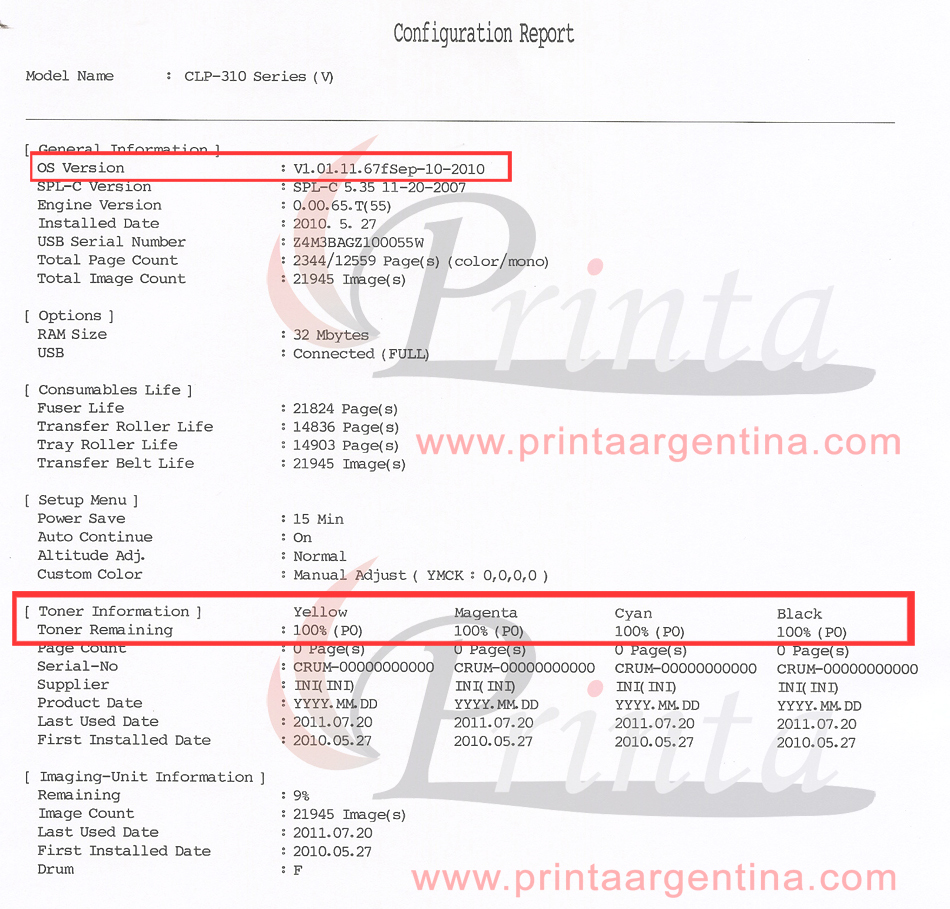 Configuration Report
Model Name : CLP-310 Series (V)
[ General Information ]
OS Version : V1.01.11.67fSep-10-2010
SPL-C Version : SPL-C 5.35 11-20-2007
Engine Version : 0.00.65.T(55)
Installed Date : 2010. 5. 27
USB Serial Number : Z4M3BAGZ100055W
Total Page Count : 2344/12559 Page(s) (color/mono)
Total Image Count : 21945 Image(s)
Printa
[ Options ]
RAM Size : 32 Mbytes
USB : Connected (FULL)
[ Consumables Life ]
Fuser Life : 21824 Page(s)
Transfer Roller Life : 14836 Page(s)
Tray Roller Life : 14903 Page(s)
Transfer Belt Life : 21945 Image(s)
www.printaargentina.com
[ Setup Menu ]
Power Save : 15 Min
Auto Continue : On
Altitude Adj. : Normal
Custom Color : Manual Adjust ( YMCK : 0,0,0,0 )
[ Toner Information ] Yellow Magenta Cyan Black
Toner Remaining : 100% (P0) 100% (P0) 100% (P0) 100% (P0)
Page Count : 0 Page(s) 0 Page(s) 0 Page(s) 0 Page(s)
Serial-No : CRUM-00000000000 CRUM-00000000000 CRUM-00000000000 CRUM-00000000000
Supplier : INI( INI) INI( INI) INI( INI) INI( INI)
Product Date : YYYY.MM.DD YYYY.MM.DD YYYY.MM.DD YYYY.MM.DD
Last Used Date : 2011.07.20 2011.07.20 2011.07.20 2011.07.20
First Installed Date : 2010.05.27 2010.05.27 2010.05.27 2010.05.27
Printa
[ Imaging-Unit Information ]
Remaining : 9%
Image Count : 21945 Image(s)
Last Used Date : 2011.07.20
First Installed Date : 2010.05.27
Drum : F
www.printaargentina.com